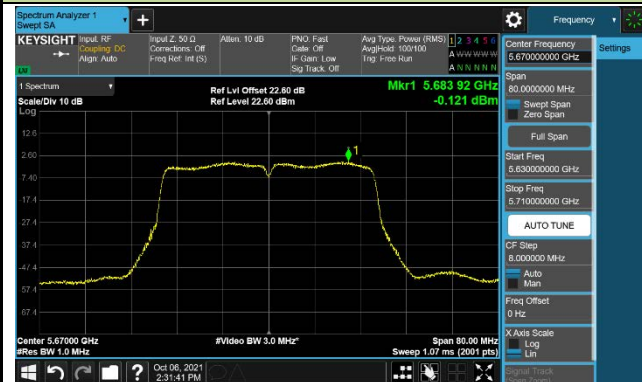 Spectrum Analyzer 1
Swept SA
+
Frequency
KEYSIGHT
Input: RF
Coupling: DC
Align: Auto
Input Z: 50 Ω
Corrections: Off
Freq Ref: Int (S)
Atten: 10 dB
PNO: Fast
Gate: Off
IF Gain: Low
Sig Track: Off
Avg Type: Power (RMS)
Avg|Hold: 100/100
Trig: Free Run
1 2 3 4 5 6
A W W W W W
A N N N N N
LXI
Center Frequency
5.670000000 GHz
Settings
Span
80.0000000 MHz
Swept Span
Zero Span
Full Span
Start Freq
5.630000000 GHz
Stop Freq
5.710000000 GHz
AUTO TUNE
CF Step
8.000000 MHz
Auto
Man
Freq Offset
0 Hz
X Axis Scale
Log
Lin
Signal Track
(Span Zoom)
1 Spectrum
Scale/Div 10 dB
Log
Ref Lvl Offset 22.60 dB
Ref Level 22.60 dBm
Mkr1 5.683 92 GHz
-0.121 dBm
12.6
2.60
-7.40
-17.4
-27.4
-37.4
-47.4
-57.4
-67.4
1
Center 5.67000 GHz
#Res BW 1.0 MHz
#Video BW 3.0 MHz*
Span 80.00 MHz
Sweep 1.07 ms (2001 pts)
?
Oct 06, 2021
2:31:41 PM